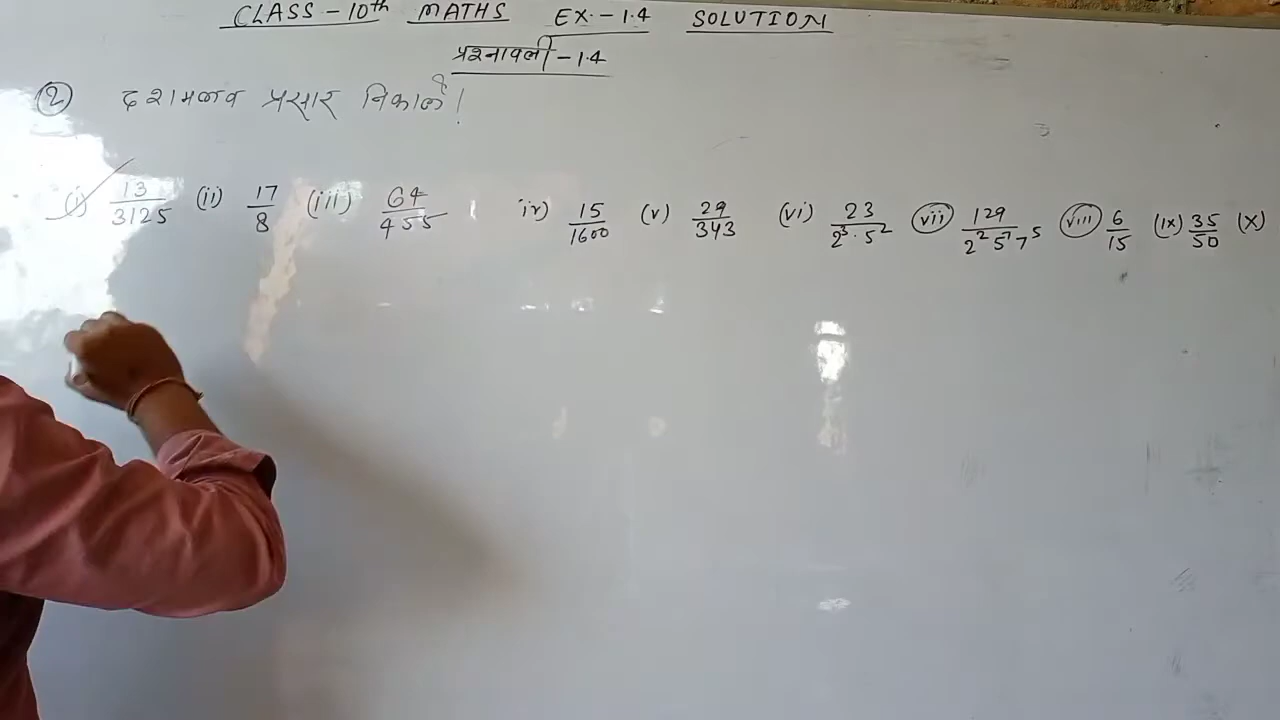 CLASS - 10th MATHS EX.-1.4 SOLUTION
प्रश्नावली - 1.4
② दशमलव प्रसार निकालें!
(i) 13/3125 (ii) 17/8 (iii) 64/455 iv) 15/1600 (v) 29/343 (vi) 23/2³·5² (vii) 129/2²5⁷7⁵ (viii) 6/15 (ix) 35/50 (x)